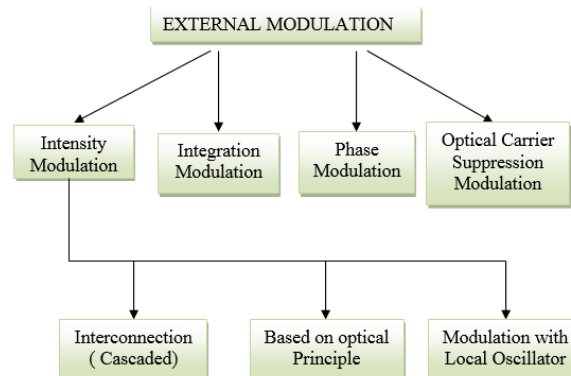 EXTERNAL MODULATION
Intensity
Modulation
Integration
Modulation
Phase
Modulation
Optical Carrier
Suppression
Modulation
Interconnection
( Cascaded)
Based on optical
Principle
Modulation with
Local Oscillator